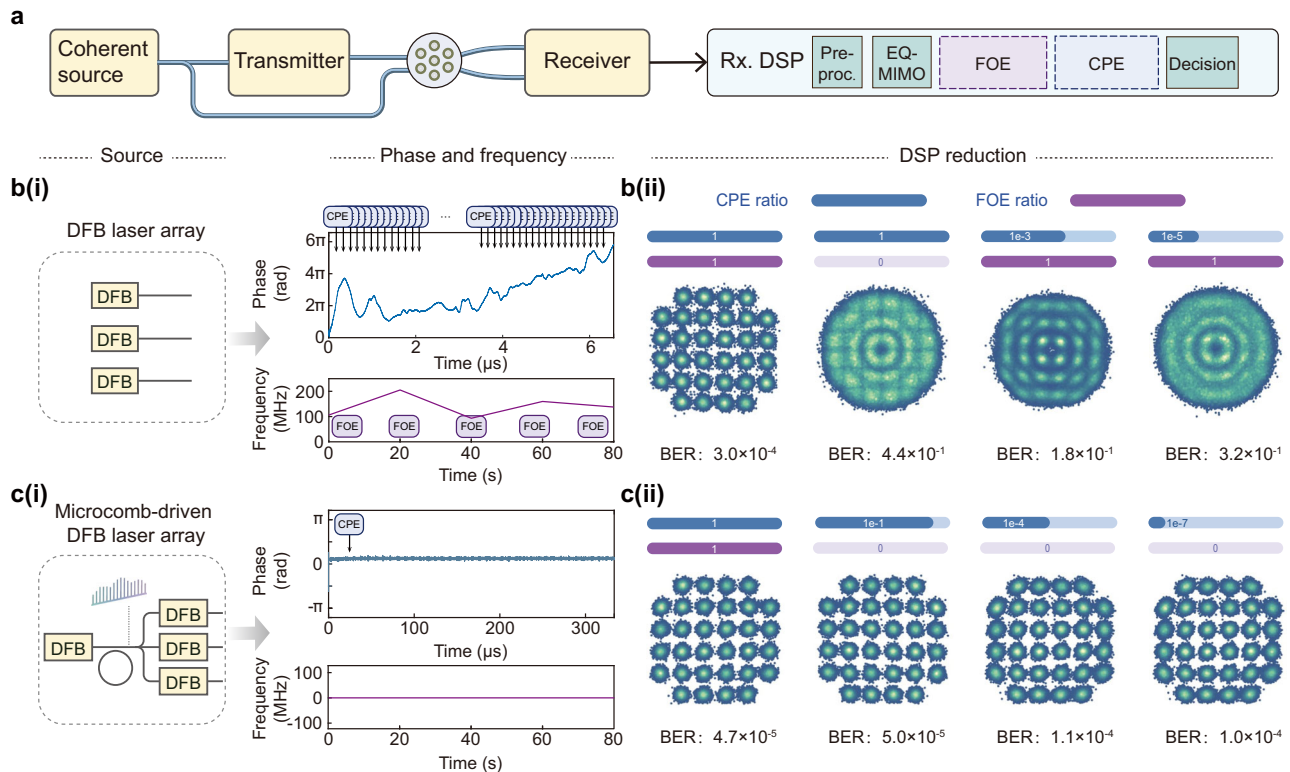 a
Coherent
source
Transmitter
Receiver
Rx. DSP
Pre-
proc.
EQ-
MIMO
FOE
CPE
Decision
Source
Phase and frequency
DSP reduction
b(i)
DFB laser array
DFB
DFB
DFB
CPE
...
CPE
Phase
(rad)
6π
4π
2π
0
0 2 4 6
Time (µs)
Frequency
(MHz)
200
100
0
FOE FOE FOE FOE FOE
0 20 40 60 80
Time (s)
b(ii)
CPE ratio
FOE ratio
1 1 1e-3 1e-5
1 0 1 1
BER: 3.0×10-4
BER: 4.4×10-1
BER: 1.8×10-1
BER: 3.2×10-1
c(i)
Microcomb-driven
DFB laser array
DFB
DFB
DFB
DFB
CPE
Phase
(rad)
π
0
-π
0 100 200 300
Time (µs)
Frequency
(MHz)
100
0
-100
0 20 40 60 80
Time (s)
c(ii)
1 1e-1 1e-4 1e-7
1 0 0 0
BER: 4.7×10-5
BER: 5.0×10-5
BER: 1.1×10-4
BER: 1.0×10-4